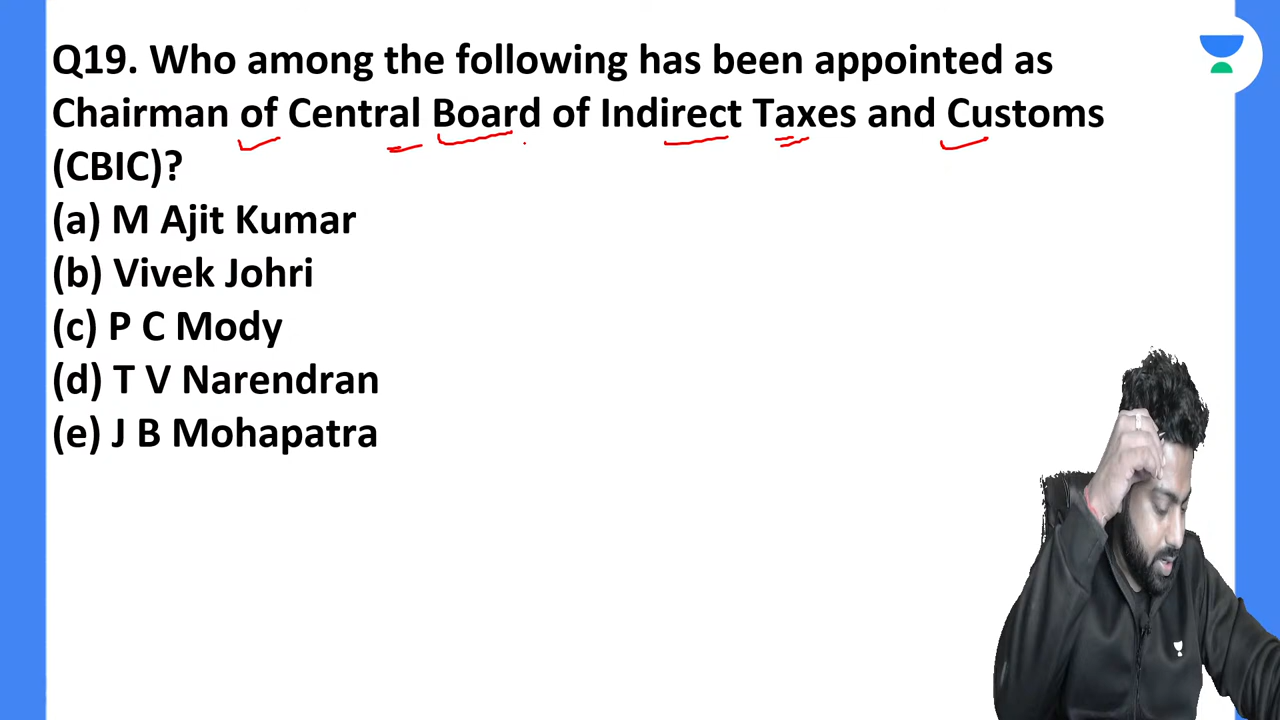 Q19. Who among the following has been appointed as
Chairman of Central Board of Indirect Taxes and Customs
(CBIC)?
(a) M Ajit Kumar
(b) Vivek Johri
(c) P C Mody
(d) T V Narendran
(e) J B Mohapatra